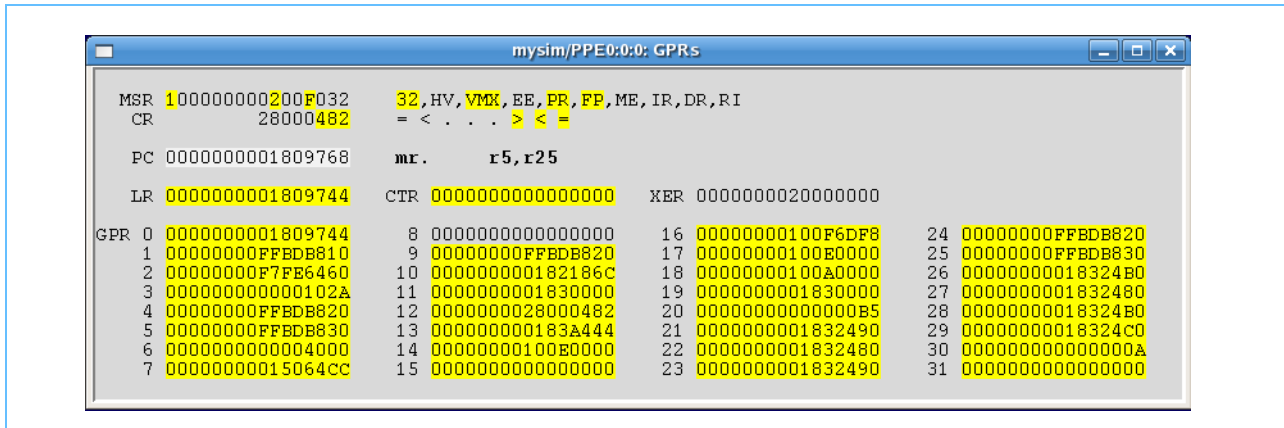 mysim/PPE0:0:0: GPRs
MSR 100000000200F032 32,HV,VMX,EE,PR,FP,ME,IR,DR,RI
CR 28000482 = < . . . > < =
PC 0000000001809768 mr. r5,r25
LR 0000000001809744 CTR 0000000000000000 XER 0000000020000000
GPR 0 0000000001809744 8 0000000000000000 16 00000000100F6DF8 24 00000000FFBDB820
1 00000000FFBDB810 9 00000000FFBDB820 17 00000000100E0000 25 00000000FFBDB830
2 00000000F7FE6460 10 000000000182186C 18 00000000100A0000 26 00000000018324B0
3 000000000000102A 11 0000000001830000 19 0000000001830000 27 0000000001832480
4 00000000FFBDB820 12 0000000028000482 20 00000000000000B5 28 00000000018324B0
5 00000000FFBDB830 13 000000000183A444 21 0000000001832490 29 00000000018324C0
6 0000000000004000 14 00000000100E0000 22 0000000001832480 30 000000000000000A
7 00000000015064CC 15 0000000000000000 23 0000000001832490 31 0000000000000000